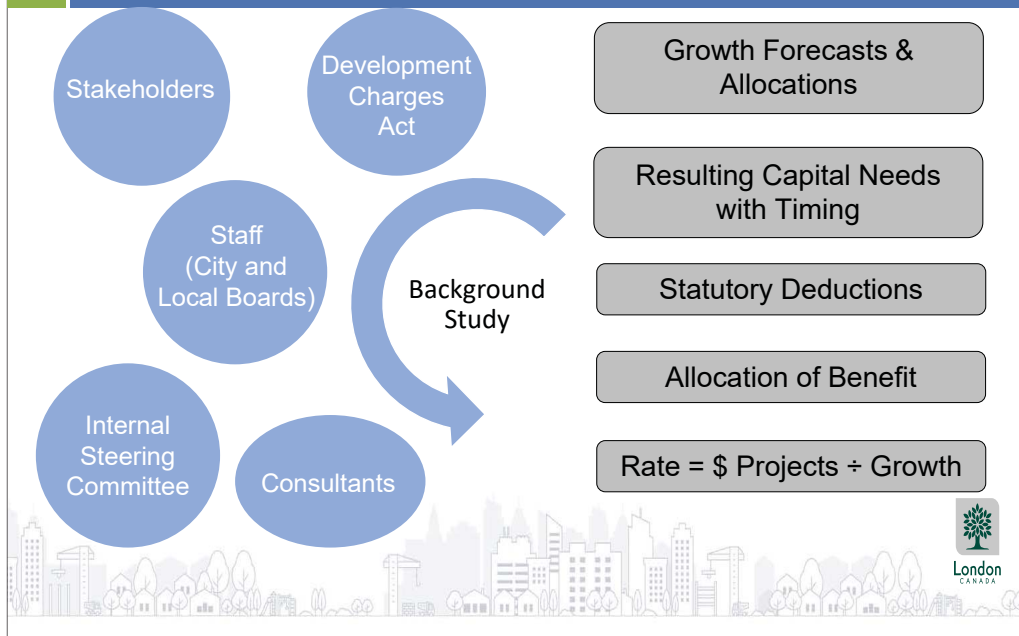 Stakeholders
Development
Charges
Act
Staff
(City and
Local Boards)
Internal
Steering
Committee
Consultants
Background
Study
Growth Forecasts &
Allocations
Resulting Capital Needs
with Timing
Statutory Deductions
Allocation of Benefit
Rate = $ Projects ÷ Growth
London
CANADA